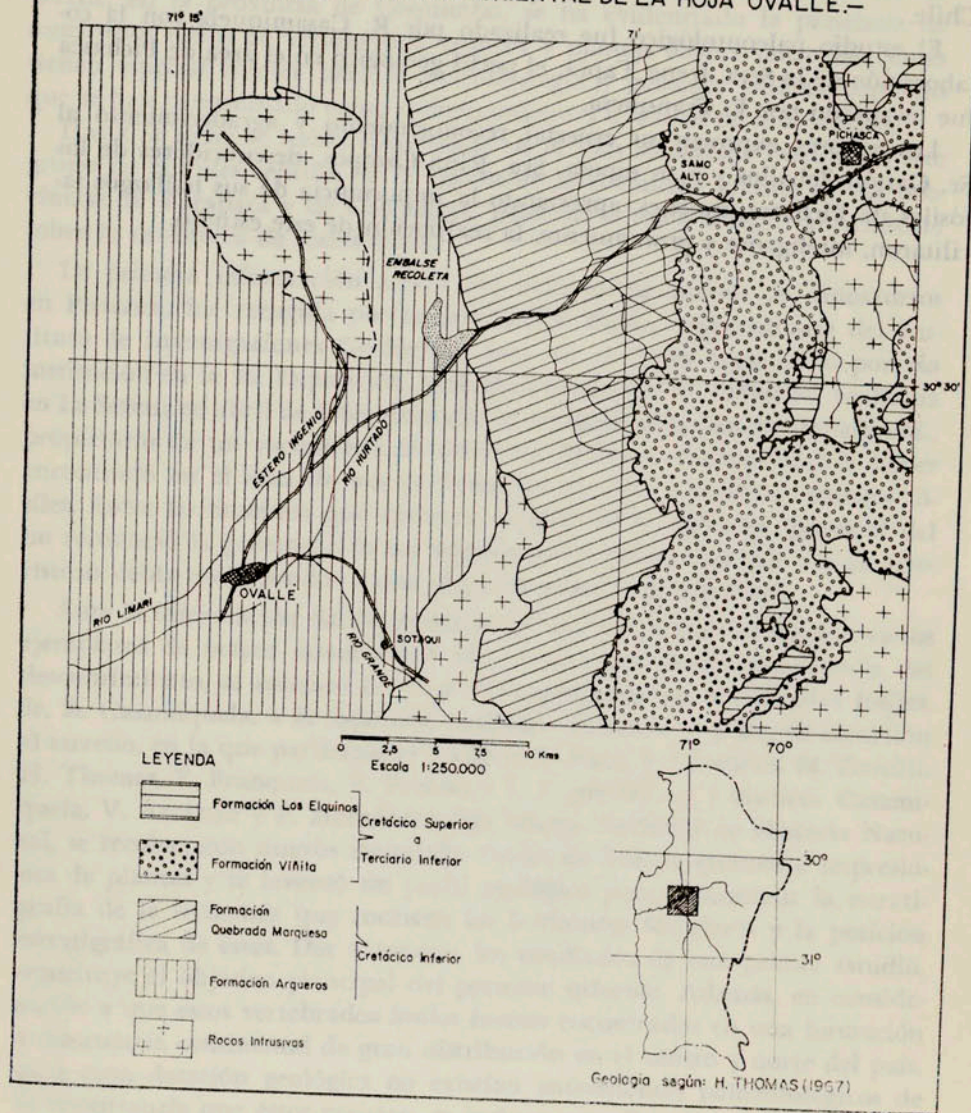 ORIENTAL DE LA HOJA OVALLE.—
71° 15'
71°
PICHASCA
SAMO
ALTO
EMBALSE
RECOLETA
30° 30'
ESTERO INGENIO
RIO HURTADO
OVALLE
RIO LIMARI
SOTAQUI
RIO GRANDE
0 2,5 5 7,5 10 Kms
Escala 1:250.000
LEYENDA
Formación Los Elquinos
Formación Viñita
Cretácico Superior
a
Terciario Inferior
Formación
Quebrada Marquesa
Formación Arqueros
Cretácico Inferior
Rocas Intrusivas
71° 70°
30°
31°
Geología según: H. THOMAS (1967)